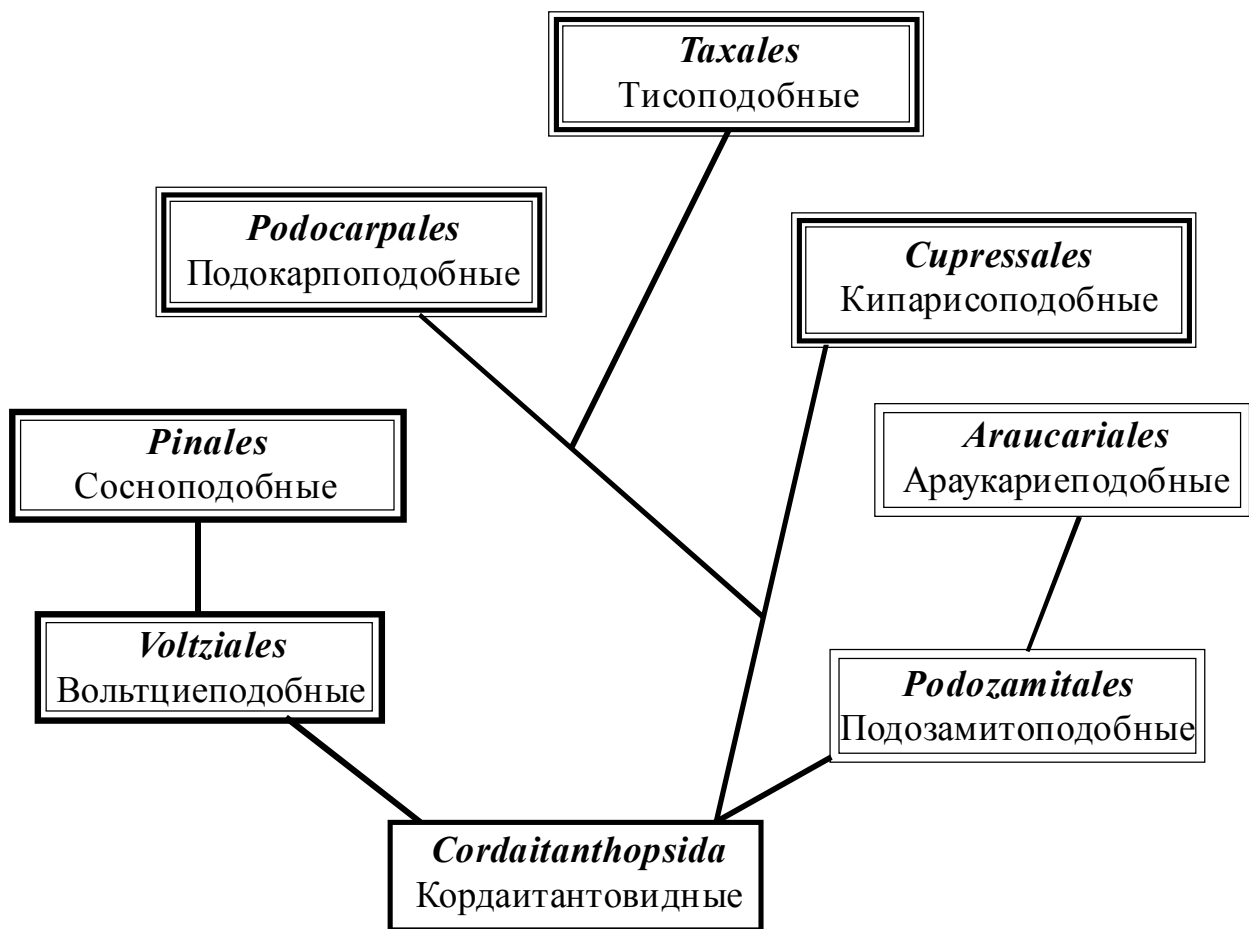 Taxales
Тисоподобные
Podocarpales
Подокарпоподобные
Cupressales
Кипарисоподобные
Pinales
Сосноподобные
Araucariales
Араукариеподобные
Voltziales
Вольтциеподобные
Podozamitales
Подозамитоподобные
Cordaitanthopsida
Кордаитантовидные